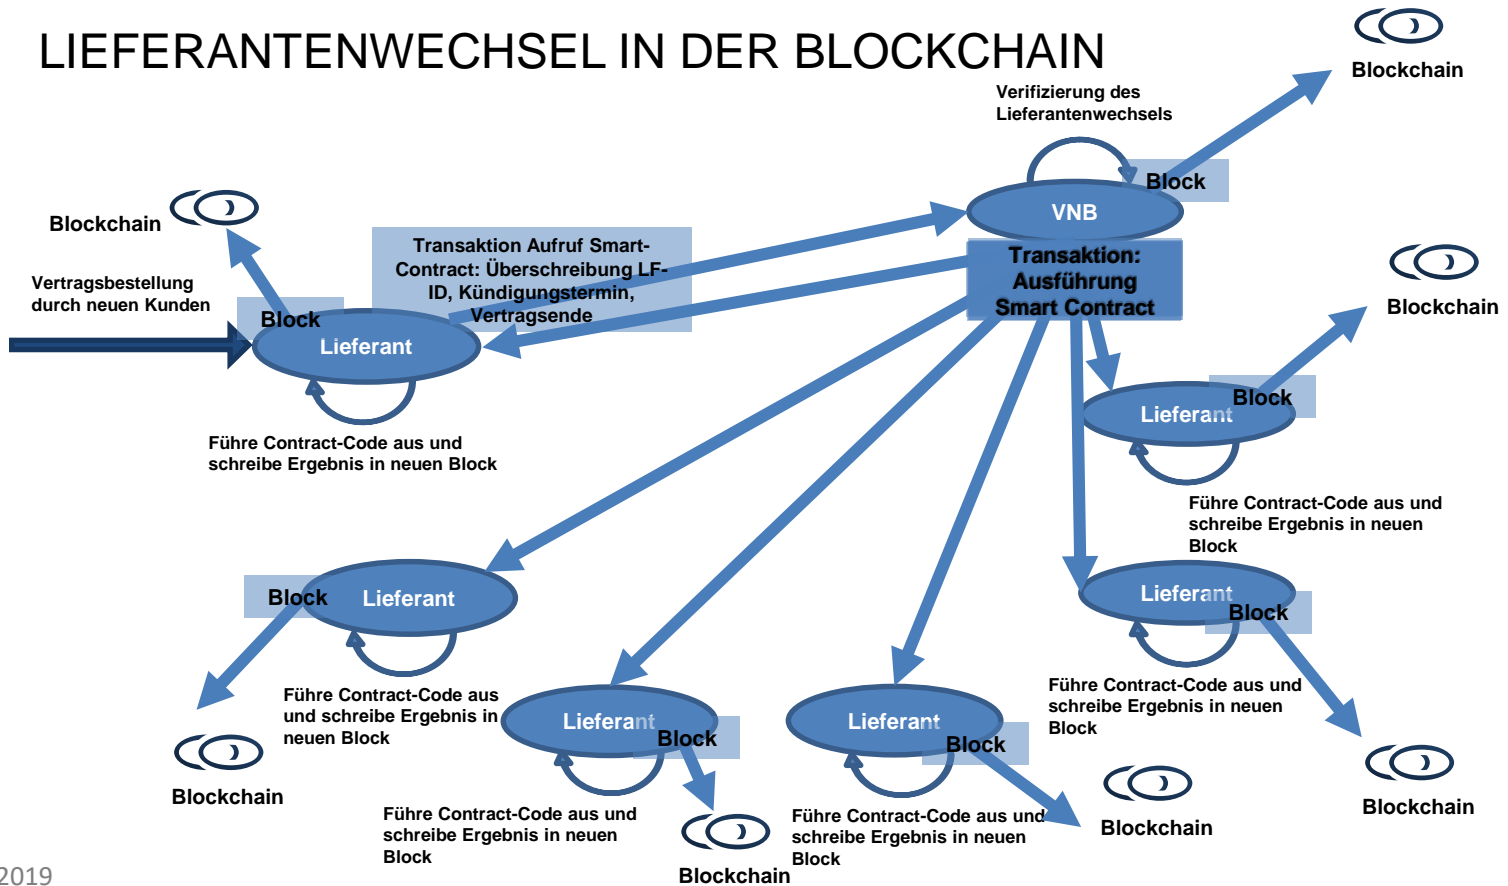 LIEFERANTENWECHSEL IN DER BLOCKCHAIN
Blockchain
Verifizierung des
Lieferantenwechsels
Block
VNB
Blockchain
Transaktion Aufruf Smart-
Contract: Überschreibung LF-
ID, Kündigungstermin,
Vertragsende
Transaktion:
Ausführung
Smart Contract
Vertragsbestellung
durch neuen Kunden
Block
Lieferant
Führe Contract-Code aus und
schreibe Ergebnis in neuen Block
Blockchain
Block
Lieferant
Führe Contract-Code aus und
schreibe Ergebnis in neuen
Block
Block
Lieferant
Führe Contract-Code aus
und schreibe Ergebnis in
neuen Block
Blockchain
Lieferant
Block
Führe Contract-Code aus und
schreibe Ergebnis in neuen
Block
Blockchain
Lieferant
Block
Führe Contract-Code aus und
schreibe Ergebnis in neuen
Block
Blockchain
Lieferant
Block
Führe Contract-Code aus und
schreibe Ergebnis in neuen
Block
Blockchain
2019